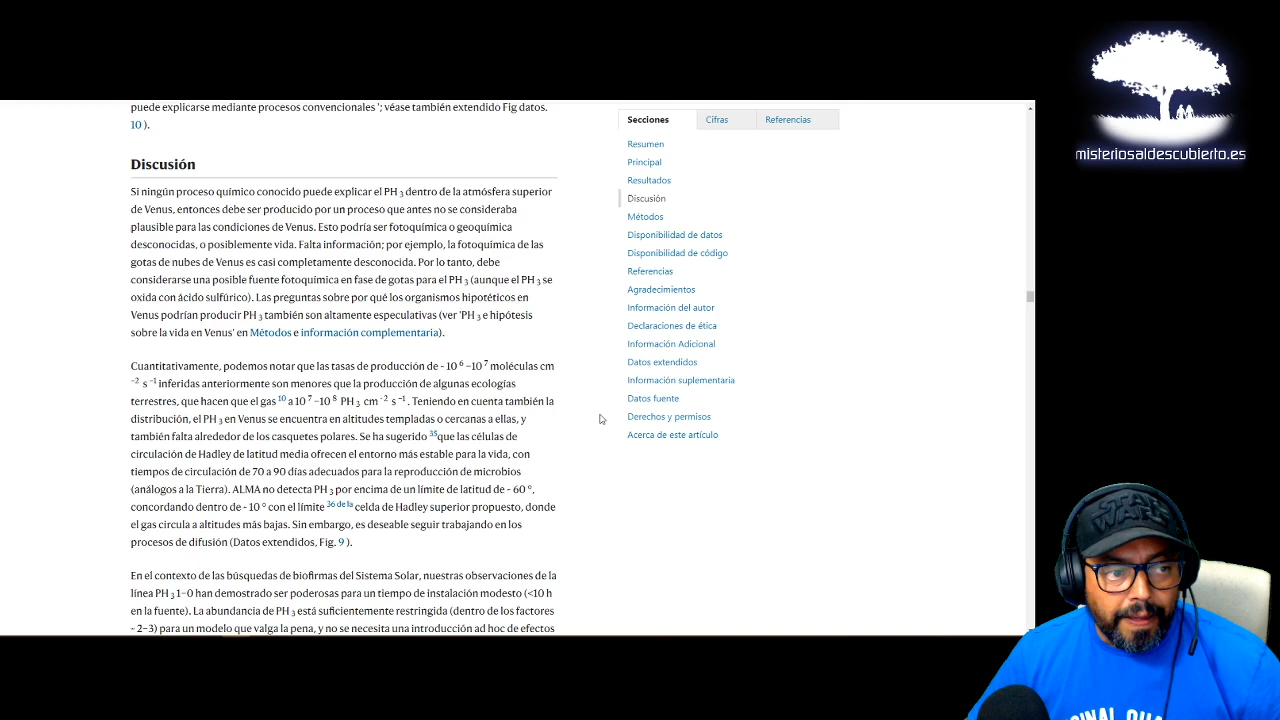 puede explicarse mediante procesos convencionales '; véase también extendido Fig datos.
10 ).
Discusión
Si ningún proceso químico conocido puede explicar el PH 3 dentro de la atmósfera superior
de Venus, entonces debe ser producido por un proceso que antes no se consideraba
plausible para las condiciones de Venus. Esto podría ser fotoquímica o geoquímica
desconocidas, o posiblemente vida. Falta información; por ejemplo, la fotoquímica de las
gotas de nubes de Venus es casi completamente desconocida. Por lo tanto, debe
considerarse una posible fuente fotoquímica en fase de gotas para el PH 3 (aunque el PH 3 se
oxida con ácido sulfúrico). Las preguntas sobre por qué los organismos hipotéticos en
Venus podrían producir PH 3 también son altamente especulativas (ver 'PH 3 e hipótesis
sobre la vida en Venus' en Métodos e información complementaria).
Cuantitativamente, podemos notar que las tasas de producción de ~ 10 6 –10 7 moléculas cm
−2 s −1 inferidas anteriormente son menores que la producción de algunas ecologías
terrestres, que hacen que el gas 10 a 10 7 –10 8 PH 3 cm -2 s −1. Teniendo en cuenta también la
distribución, el PH 3 en Venus se encuentra en altitudes templadas o cercanas a ellas, y
también falta alrededor de los casquetes polares. Se ha sugerido 35que las células de
circulación de Hadley de latitud media ofrecen el entorno más estable para la vida, con
tiempos de circulación de 70 a 90 días adecuados para la reproducción de microbios
(análogos a la Tierra). ALMA no detecta PH 3 por encima de un límite de latitud de ~ 60 °,
concordando dentro de ~ 10 ° con el límite 36 de la celda de Hadley superior propuesto, donde
el gas circula a altitudes más bajas. Sin embargo, es deseable seguir trabajando en los
procesos de difusión (Datos extendidos, Fig. 9 ).
En el contexto de las búsquedas de biofirmas del Sistema Solar, nuestras observaciones de la
línea PH 3 1–0 han demostrado ser poderosas para un tiempo de instalación modesto (<10 h
en la fuente). La abundancia de PH 3 está suficientemente restringida (dentro de los factores
~ 2–3) para un modelo que valga la pena, y no se necesita una introducción ad hoc de efectos
Secciones
Cifras
Referencias
Resumen
Principal
Resultados
Discusión
Métodos
Disponibilidad de datos
Disponibilidad de código
Referencias
Agradecimientos
Información del autor
Declaraciones de ética
Información Adicional
Datos extendidos
Información suplementaria
Datos fuente
Derechos y permisos
Acerca de este artículo
misteriosaldescubierto.es
STAR
WARS